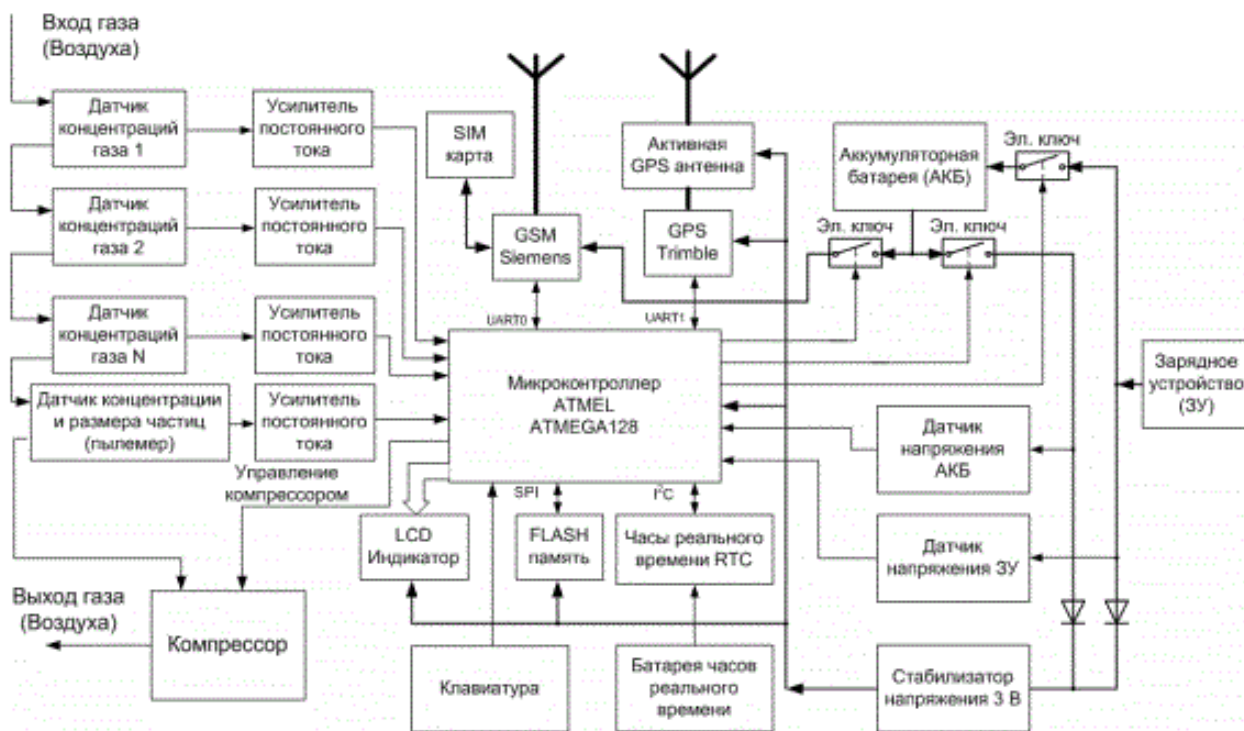 Вход газа
(Воздуха)
Датчик
концентраций
газа 1
Усилитель
постоянного
тока
SIM
карта
Активная
GPS антенна
Аккумуляторная
батарея (АКБ)
Эл. ключ
Датчик
концентраций
газа 2
Усилитель
постоянного
тока
GSM
Siemens
GPS
Trimble
Эл. ключ
Эл. ключ
Датчик
концентраций
газа N
Усилитель
постоянного
тока
UART0
UART1
Микроконтроллер
ATMEL
ATMEGA128
Зарядное
устройство
(ЗУ)
Датчик концентрации
и размера частиц
(пылемер)
Усилитель
постоянного
тока
Датчик
напряжения
АКБ
Управление
компрессором
SPI
I²C
LCD
Индикатор
FLASH
память
Часы реального
времени RTC
Датчик
напряжения ЗУ
Выход газа
(Воздуха)
Компрессор
Клавиатура
Батарея часов
реального
времени
Стабилизатор
напряжения 3 В